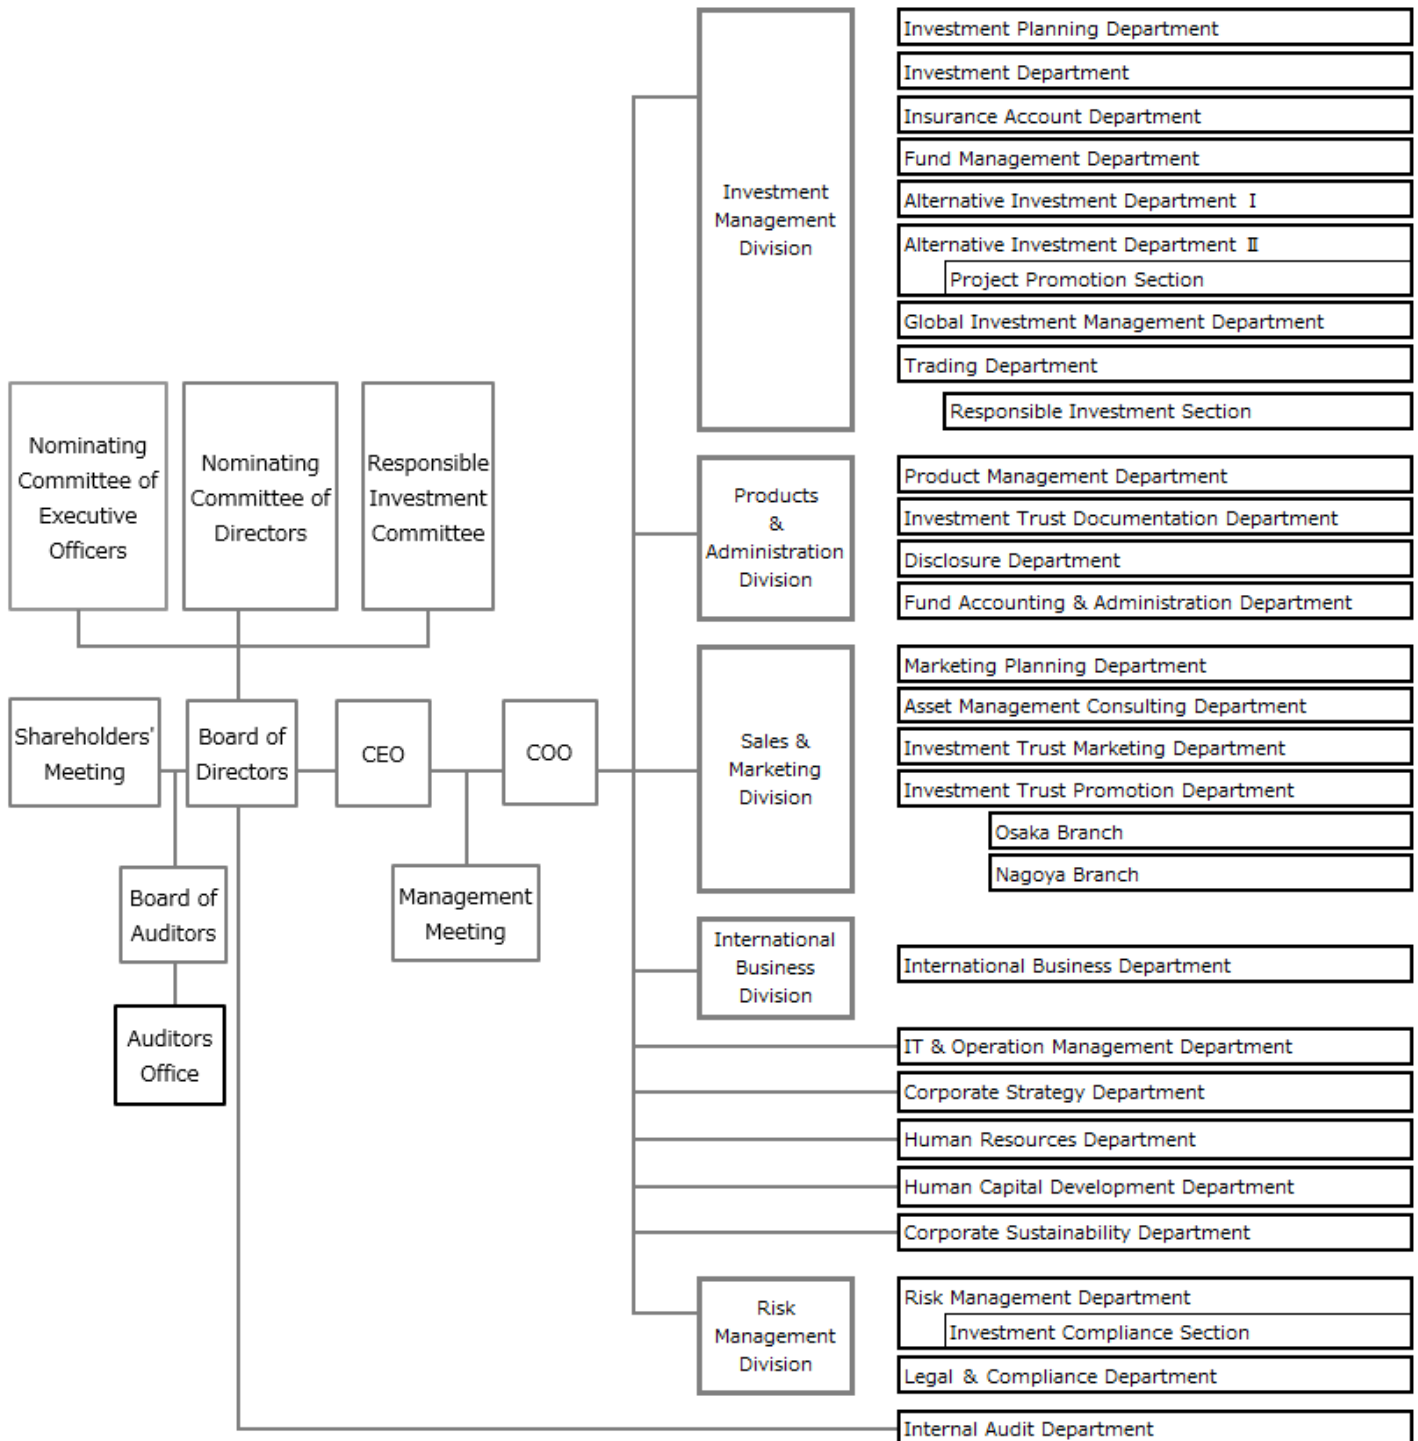 Nominating
Committee of
Executive
Officers
Nominating
Committee of
Directors
Responsible
Investment
Committee
Shareholders'
Meeting
Board of
Directors
CEO
COO
Board of
Auditors
Management
Meeting
Auditors
Office
Investment
Management
Division
Investment Planning Department
Investment Department
Insurance Account Department
Fund Management Department
Alternative Investment Department Ⅰ
Alternative Investment Department Ⅱ
Project Promotion Section
Global Investment Management Department
Trading Department
Responsible Investment Section
Products
&
Administration
Division
Product Management Department
Investment Trust Documentation Department
Disclosure Department
Fund Accounting & Administration Department
Sales &
Marketing
Division
Marketing Planning Department
Asset Management Consulting Department
Investment Trust Marketing Department
Investment Trust Promotion Department
Osaka Branch
Nagoya Branch
International
Business
Division
International Business Department
IT & Operation Management Department
Corporate Strategy Department
Human Resources Department
Human Capital Development Department
Corporate Sustainability Department
Risk
Management
Division
Risk Management Department
Investment Compliance Section
Legal & Compliance Department
Internal Audit Department